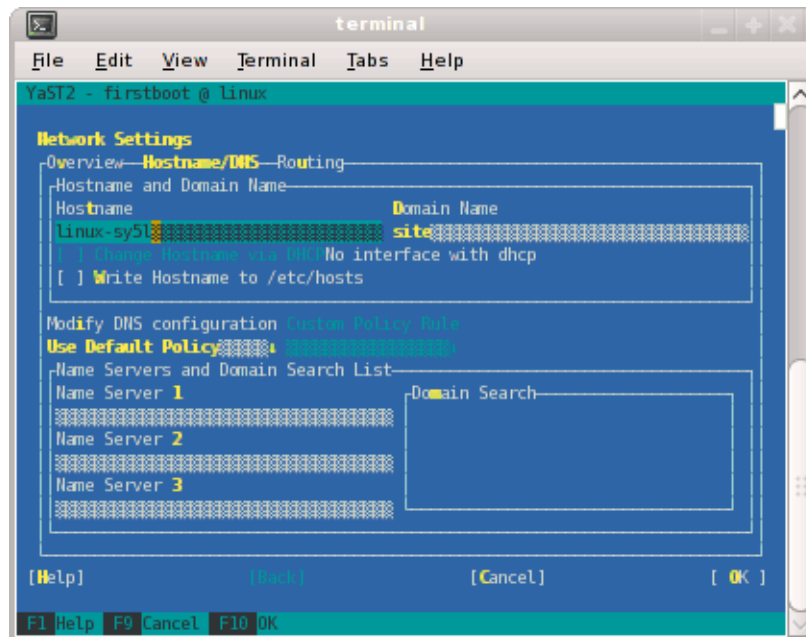 terminal
File Edit View Terminal Tabs Help
YaST2 - firstboot @ linux
Network Settings
Overview Hostname/DNS Routing
Hostname and Domain Name
Hostname Domain Name
linux-sy5l site
[ ] Change Hostname via DHCP No interface with dhcp
[ ] Write Hostname to /etc/hosts
Modify DNS configuration Custom Policy Rule
Use Default Policy↓ ↓
Name Servers and Domain Search List
Name Server 1 Domain Search
Name Server 2
Name Server 3
[Help] [Back] [Cancel] [ OK ]
F1 Help F9 Cancel F10 OK